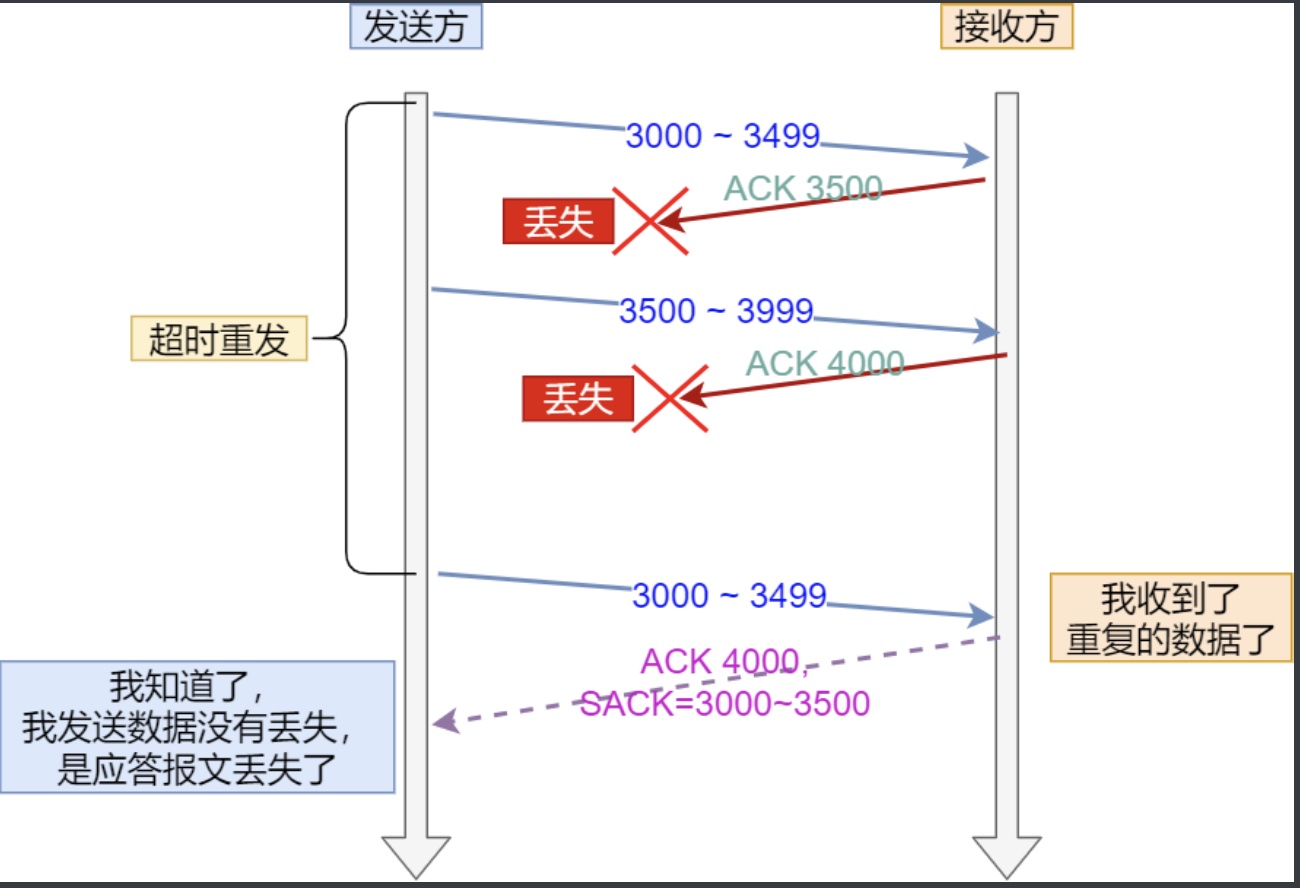 发送方
接收方
3000 ~ 3499
ACK 3500
丢失
3500 ~ 3999
超时重发
ACK 4000
丢失
3000 ~ 3499
我收到了
重复的数据了
ACK 4000,
SACK=3000~3500
我知道了，
我发送数据没有丢失，
是应答报文丢失了